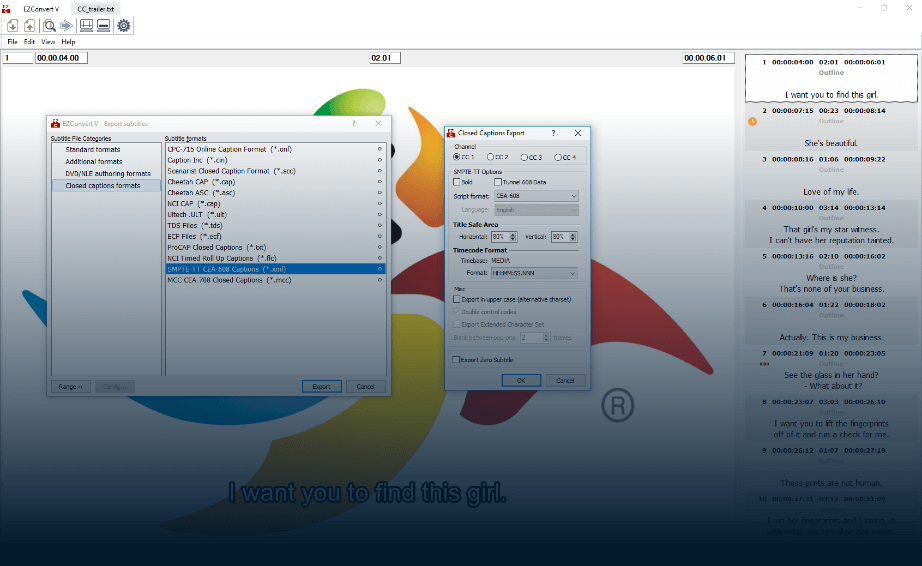 EZ
EZConvert V
CC_trailer.txt
File Edit View Help
1 00.00.04.00 02.01 00.00.06.01
EZConvert V - Export subtitles ? ×
Subtitle File Categories
Standard formats
Additional formats
DVD/NLE authoring formats
Closed captions formats
Subtitle formats
CPC-715 Online Caption Format (*.onl)
Caption Inc (*.cin)
Scenarist Closed Caption Format (*.scc)
Cheetah CAP (*.cap)
Cheetah ASC (*.asc)
NCI CAP (*.cap)
Ultech .ULT (*.ult)
TDS Files (*.tds)
ECF Files (*.ecf)
ProCAP Closed Captions (*.txt)
NCI Timed Roll Up Captions (*.flc)
SMPTE-TT CEA-608 Captions (*.xml)
MCC CEA-708 Closed Captions (*.mcc)
Range ‹‹ Config... Export Cancel
Closed Captions Export ? ×
Channel
CC 1 CC 2 CC 3 CC 4
SMPTE-TT Options
Bold Tunnel 608 Data
Script format: CEA-608
Language: English
Title Safe Area
Horizontal: 80% Vertical: 80%
Timecode Format
Timebase: MEDIA
Format: HH:MM:SS.NNN
Misc
Export in upper case (alternative charset)
Double control codes
Export Extended Character Set
Blank between pop-ons: 2 frames
Export Zero Subtitle
OK Cancel
®
I want you to find this girl.
1 00:00:04:00 02:01 00:00:06:01
Outline
I want you to find this girl.
2 00:00:07:15 00:23 00:00:08:14
Outline
She's beautiful.
3 00:00:08:16 01:06 00:00:09:22
Outline
Love of my life.
4 00:00:10:00 03:14 00:00:13:14
Outline
That girl's my star witness.
I can't have her reputation tainted.
5 00:00:13:16 02:10 00:00:16:02
Outline
Where is she?
That's none of your business.
6 00:00:16:04 01:22 00:00:18:02
Outline
Actually. This is my business.
7 00:00:21:09 01:20 00:00:23:05
Outline
See the glass in her hand?
- What about it?
8 00:00:23:07 03:03 00:00:26:10
Outline
I want you to lift the fingerprints
off of it and run a check for me.
9 00:00:26:12 01:07 00:00:27:19
Outline
These prints are not human.